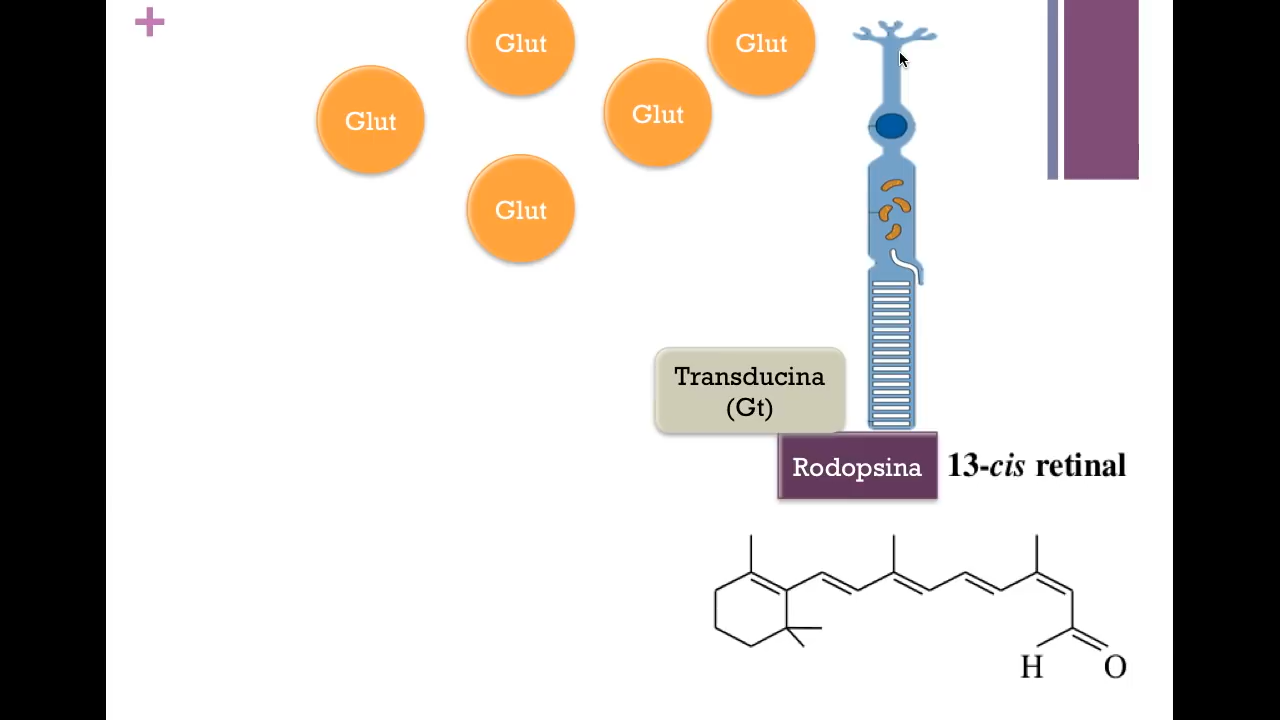 Glut
Glut
Glut
Glut
Glut
Transducina
(Gt)
Rodopsina
13-cis retinal
H
O